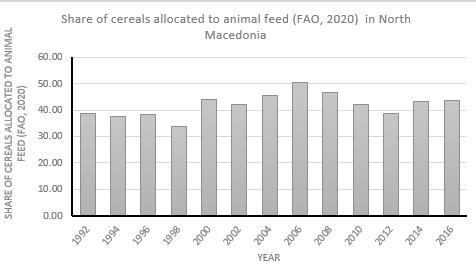 Share of cereals allocated to animal feed (FAO, 2020) in North
Macedonia
SHARE OF CEREALS ALLOCATED TO ANIMAL
FEED (FAO, 2020)
60.00
50.00
40.00
30.00
20.00
10.00
0.00
1992 1994 1996 1998 2000 2002 2004 2006 2008 2010 2012 2014 2016
YEAR